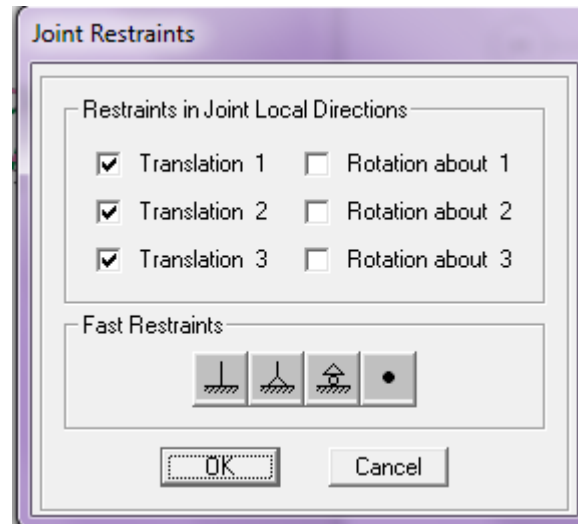 Joint Restraints
Restraints in Joint Local Directions
Translation 1 Rotation about 1
Translation 2 Rotation about 2
Translation 3 Rotation about 3
Fast Restraints
OK Cancel